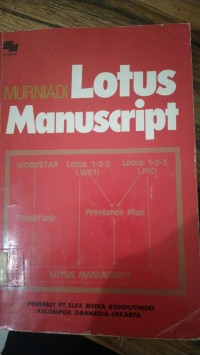 MURNIADI Lotus
Manuscript
WORDSTAR Lotus 1-2-3 Lotus 1-2-3
(.WK1) (.PIC)
ThinkTank
Freelance Plus
LOTUS MANUSCRIPT
PENERBIT PT ELEX MEDIA KOMPUTINDO
KELOMPOK GRAMEDIA-JAKARTA